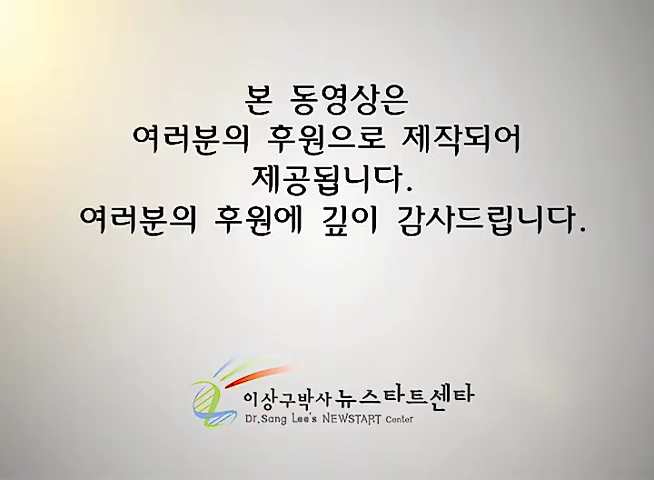 본 동영상은
여러분의 후원으로 제작되어
제공됩니다.
여러분의 후원에 깊이 감사드립니다.
이상구박사 뉴스타트센타
Dr.Sang Lee's NEWSTART Center